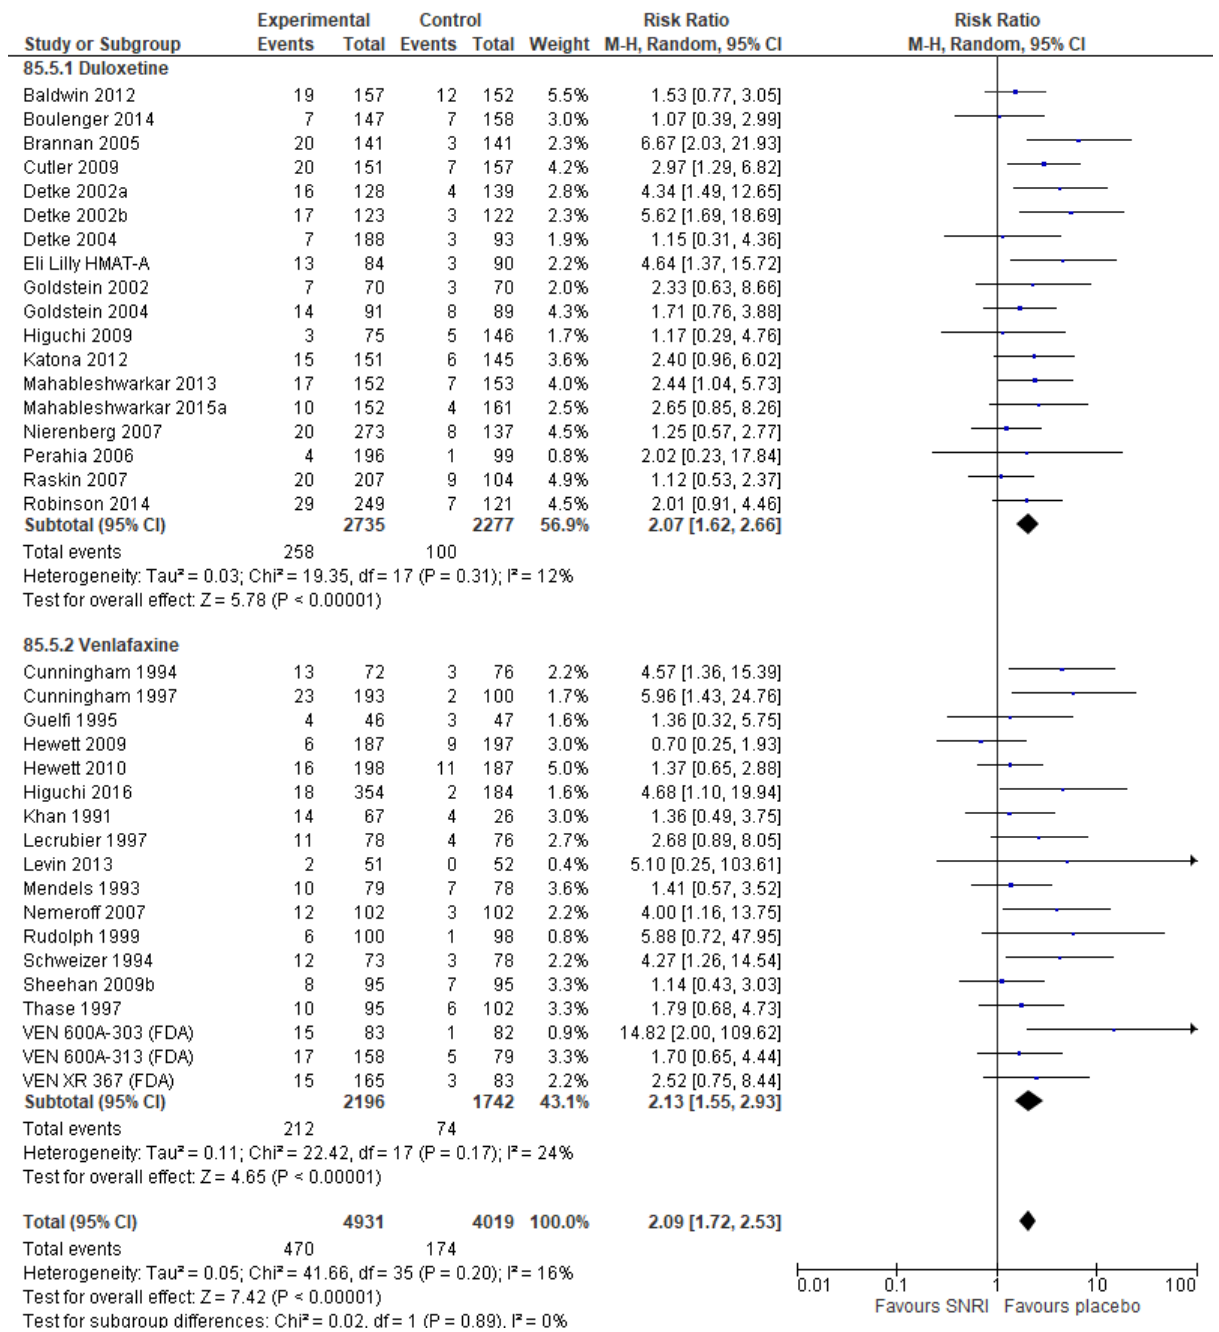 Experimental Control Risk Ratio Risk Ratio
Study or Subgroup Events Total Events Total Weight M-H, Random, 95% CI M-H, Random, 95% CI
85.5.1 Duloxetine
Baldwin 2012 19 157 12 152 5.5% 1.53 [0.77, 3.05]
Boulenger 2014 7 147 7 158 3.0% 1.07 [0.39, 2.99]
Brannan 2005 20 141 3 141 2.3% 6.67 [2.03, 21.93]
Cutler 2009 20 151 7 157 4.2% 2.97 [1.29, 6.82]
Detke 2002a 16 128 4 139 2.8% 4.34 [1.49, 12.65]
Detke 2002b 17 123 3 122 2.3% 5.62 [1.69, 18.69]
Detke 2004 7 188 3 93 1.9% 1.15 [0.31, 4.36]
Eli Lilly HMAT-A 13 84 3 90 2.2% 4.64 [1.37, 15.72]
Goldstein 2002 7 70 3 70 2.0% 2.33 [0.63, 8.66]
Goldstein 2004 14 91 8 89 4.3% 1.71 [0.76, 3.88]
Higuchi 2009 3 75 5 146 1.7% 1.17 [0.29, 4.76]
Katona 2012 15 151 6 145 3.6% 2.40 [0.96, 6.02]
Mahableshwarkar 2013 17 152 7 153 4.0% 2.44 [1.04, 5.73]
Mahableshwarkar 2015a 10 152 4 161 2.5% 2.65 [0.85, 8.26]
Nierenberg 2007 20 273 8 137 4.5% 1.25 [0.57, 2.77]
Perahia 2006 4 196 1 99 0.8% 2.02 [0.23, 17.84]
Raskin 2007 20 207 9 104 4.9% 1.12 [0.53, 2.37]
Robinson 2014 29 249 7 121 4.5% 2.01 [0.91, 4.46]
Subtotal (95% CI) 2735 2277 56.9% 2.07 [1.62, 2.66]
Total events 258 100
Heterogeneity: Tau² = 0.03; Chi² = 19.35, df = 17 (P = 0.31); I² = 12%
Test for overall effect: Z = 5.78 (P < 0.00001)
85.5.2 Venlafaxine
Cunningham 1994 13 72 3 76 2.2% 4.57 [1.36, 15.39]
Cunningham 1997 23 193 2 100 1.7% 5.96 [1.43, 24.76]
Guelfi 1995 4 46 3 47 1.6% 1.36 [0.32, 5.75]
Hewett 2009 6 187 9 197 3.0% 0.70 [0.25, 1.93]
Hewett 2010 16 198 11 187 5.0% 1.37 [0.65, 2.88]
Higuchi 2016 18 354 2 184 1.6% 4.68 [1.10, 19.94]
Khan 1991 14 67 4 26 3.0% 1.36 [0.49, 3.75]
Lecrubier 1997 11 78 4 76 2.7% 2.68 [0.89, 8.05]
Levin 2013 2 51 0 52 0.4% 5.10 [0.25, 103.61]
Mendels 1993 10 79 7 78 3.6% 1.41 [0.57, 3.52]
Nemeroff 2007 12 102 3 102 2.2% 4.00 [1.16, 13.75]
Rudolph 1999 6 100 1 98 0.8% 5.88 [0.72, 47.95]
Schweizer 1994 12 73 3 78 2.2% 4.27 [1.26, 14.54]
Sheehan 2009b 8 95 7 95 3.3% 1.14 [0.43, 3.03]
Thase 1997 10 95 6 102 3.3% 1.79 [0.68, 4.73]
VEN 600A-303 (FDA) 15 83 1 82 0.9% 14.82 [2.00, 109.62]
VEN 600A-313 (FDA) 17 158 5 79 3.3% 1.70 [0.65, 4.44]
VEN XR 367 (FDA) 15 165 3 83 2.2% 2.52 [0.75, 8.44]
Subtotal (95% CI) 2196 1742 43.1% 2.13 [1.55, 2.93]
Total events 212 74
Heterogeneity: Tau² = 0.11; Chi² = 22.42, df = 17 (P = 0.17); I² = 24%
Test for overall effect: Z = 4.65 (P < 0.00001)
Total (95% CI) 4931 4019 100.0% 2.09 [1.72, 2.53]
Total events 470 174
Heterogeneity: Tau² = 0.05; Chi² = 41.66, df = 35 (P = 0.20); I² = 16%
Test for overall effect: Z = 7.42 (P < 0.00001)
Test for subgroup differences: Chi² = 0.02, df = 1 (P = 0.89), I² = 0%
0.01 0.1 1 10 100
Favours SNRI Favours placebo